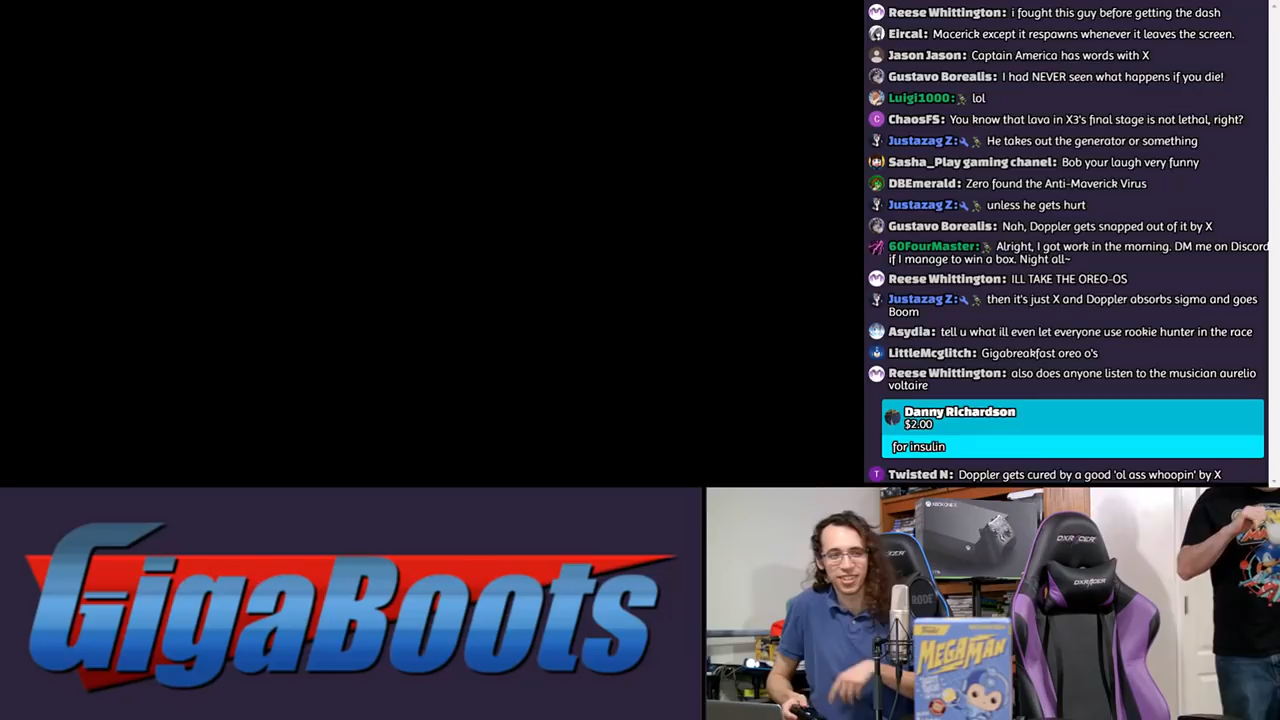 Reese Whittington: i fought this guy before getting the dash
Eircal: Macerick except it respawns whenever it leaves the screen.
Jason Jason: Captain America has words with X
Gustavo Borealis: I had NEVER seen what happens if you die!
Luigi1000: lol
ChaosFS: You know that lava in X3's final stage is not lethal, right?
Justazag Z: He takes out the generator or something
Sasha_Play gaming chanel: Bob your laugh very funny
DBEmerald: Zero found the Anti-Maverick Virus
Justazag Z: unless he gets hurt
Gustavo Borealis: Nah, Doppler gets snapped out of it by X
60FourMaster: Alright, I got work in the morning. DM me on Discord
if I manage to win a box. Night all~
Reese Whittington: ILL TAKE THE OREO-OS
Justazag Z: then it's just X and Doppler absorbs sigma and goes
Boom
Asydia: tell u what ill even let everyone use rookie hunter in the race
LittleMcglitch: Gigabreakfast oreo o's
Reese Whittington: also does anyone listen to the musician aurelio
voltaire
Danny Richardson
$2.00
for insulin
T Twisted N: Doppler gets cured by a good 'ol ass whoopin' by X
GigaBoots
XBOX ONE X
DXRACER
DXRACER
RODE
MEGAMAN